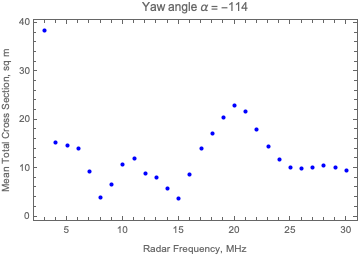 Yaw angle α = −114
Mean Total Cross Section, sq m
40
30
20
10
0
5 10 15 20 25 30
Radar Frequency, MHz